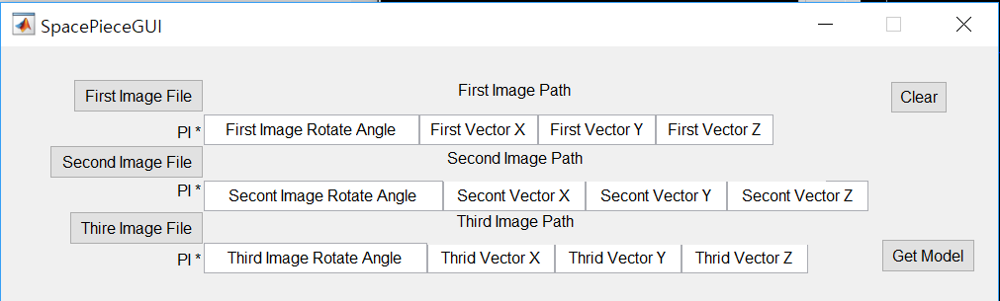 SpacePieceGUI
First Image File First Image Path Clear
PI * First Image Rotate Angle First Vector X First Vector Y First Vector Z
Second Image File Second Image Path
PI * Secont Image Rotate Angle Secont Vector X Secont Vector Y Secont Vector Z
Thire Image File Third Image Path
PI * Third Image Rotate Angle Thrid Vector X Thrid Vector Y Thrid Vector Z Get Model